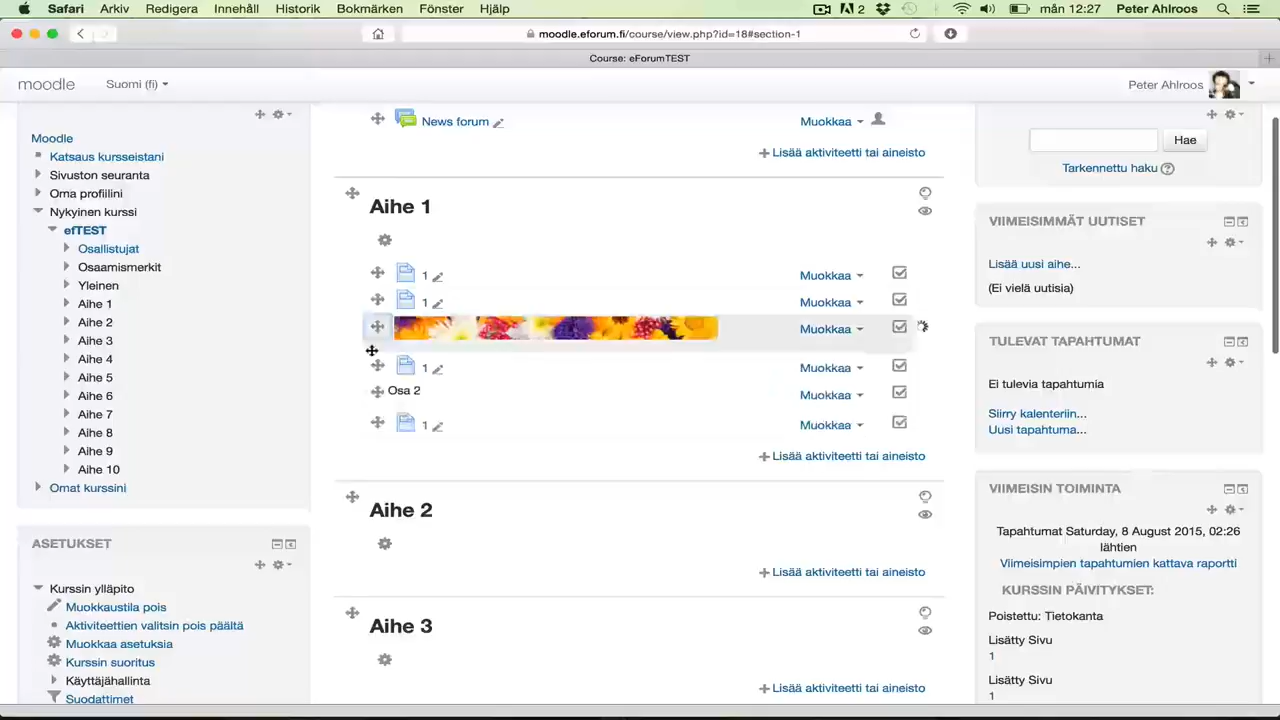 Safari Arkiv Redigera Innehåll Historik Bokmärken Fönster Hjälp 2 mån 12:27 Peter Ahlroos
moodle.eforum.fi/course/view.php?id=18#section-1
Course: eForumTEST
moodle Suomi (fi) Peter Ahlroos
Moodle
Katsaus kursseistani
Sivuston seuranta
Oma profiilini
Nykyinen kurssi
efTEST
Osallistujat
Osaamismerkit
Yleinen
Aihe 1
Aihe 2
Aihe 3
Aihe 4
Aihe 5
Aihe 6
Aihe 7
Aihe 8
Aihe 9
Aihe 10
Omat kurssini
ASETUKSET
Kurssin ylläpito
Muokkaustila pois
Aktiviteettien valitsin pois päältä
Muokkaa asetuksia
Kurssin suoritus
Käyttäjähallinta
Suodattimet
News forum Muokkaa
Lisää aktiviteetti tai aineisto
Aihe 1
1 Muokkaa
1 Muokkaa
Muokkaa
1 Muokkaa
Osa 2 Muokkaa
1 Muokkaa
Lisää aktiviteetti tai aineisto
Aihe 2
Lisää aktiviteetti tai aineisto
Aihe 3
Lisää aktiviteetti tai aineisto
Hae
Tarkennettu haku
VIIMEISIMMÄT UUTISET
Lisää uusi aihe...
(Ei vielä uutisia)
TULEVAT TAPAHTUMAT
Ei tulevia tapahtumia
Siirry kalenteriin...
Uusi tapahtuma...
VIIMEISIN TOIMINTA
Tapahtumat Saturday, 8 August 2015, 02:26
lähtien
Viimeisimpien tapahtumien kattava raportti
KURSSIN PÄIVITYKSET:
Poistettu: Tietokanta
Lisätty Sivu
1
Lisätty Sivu
1